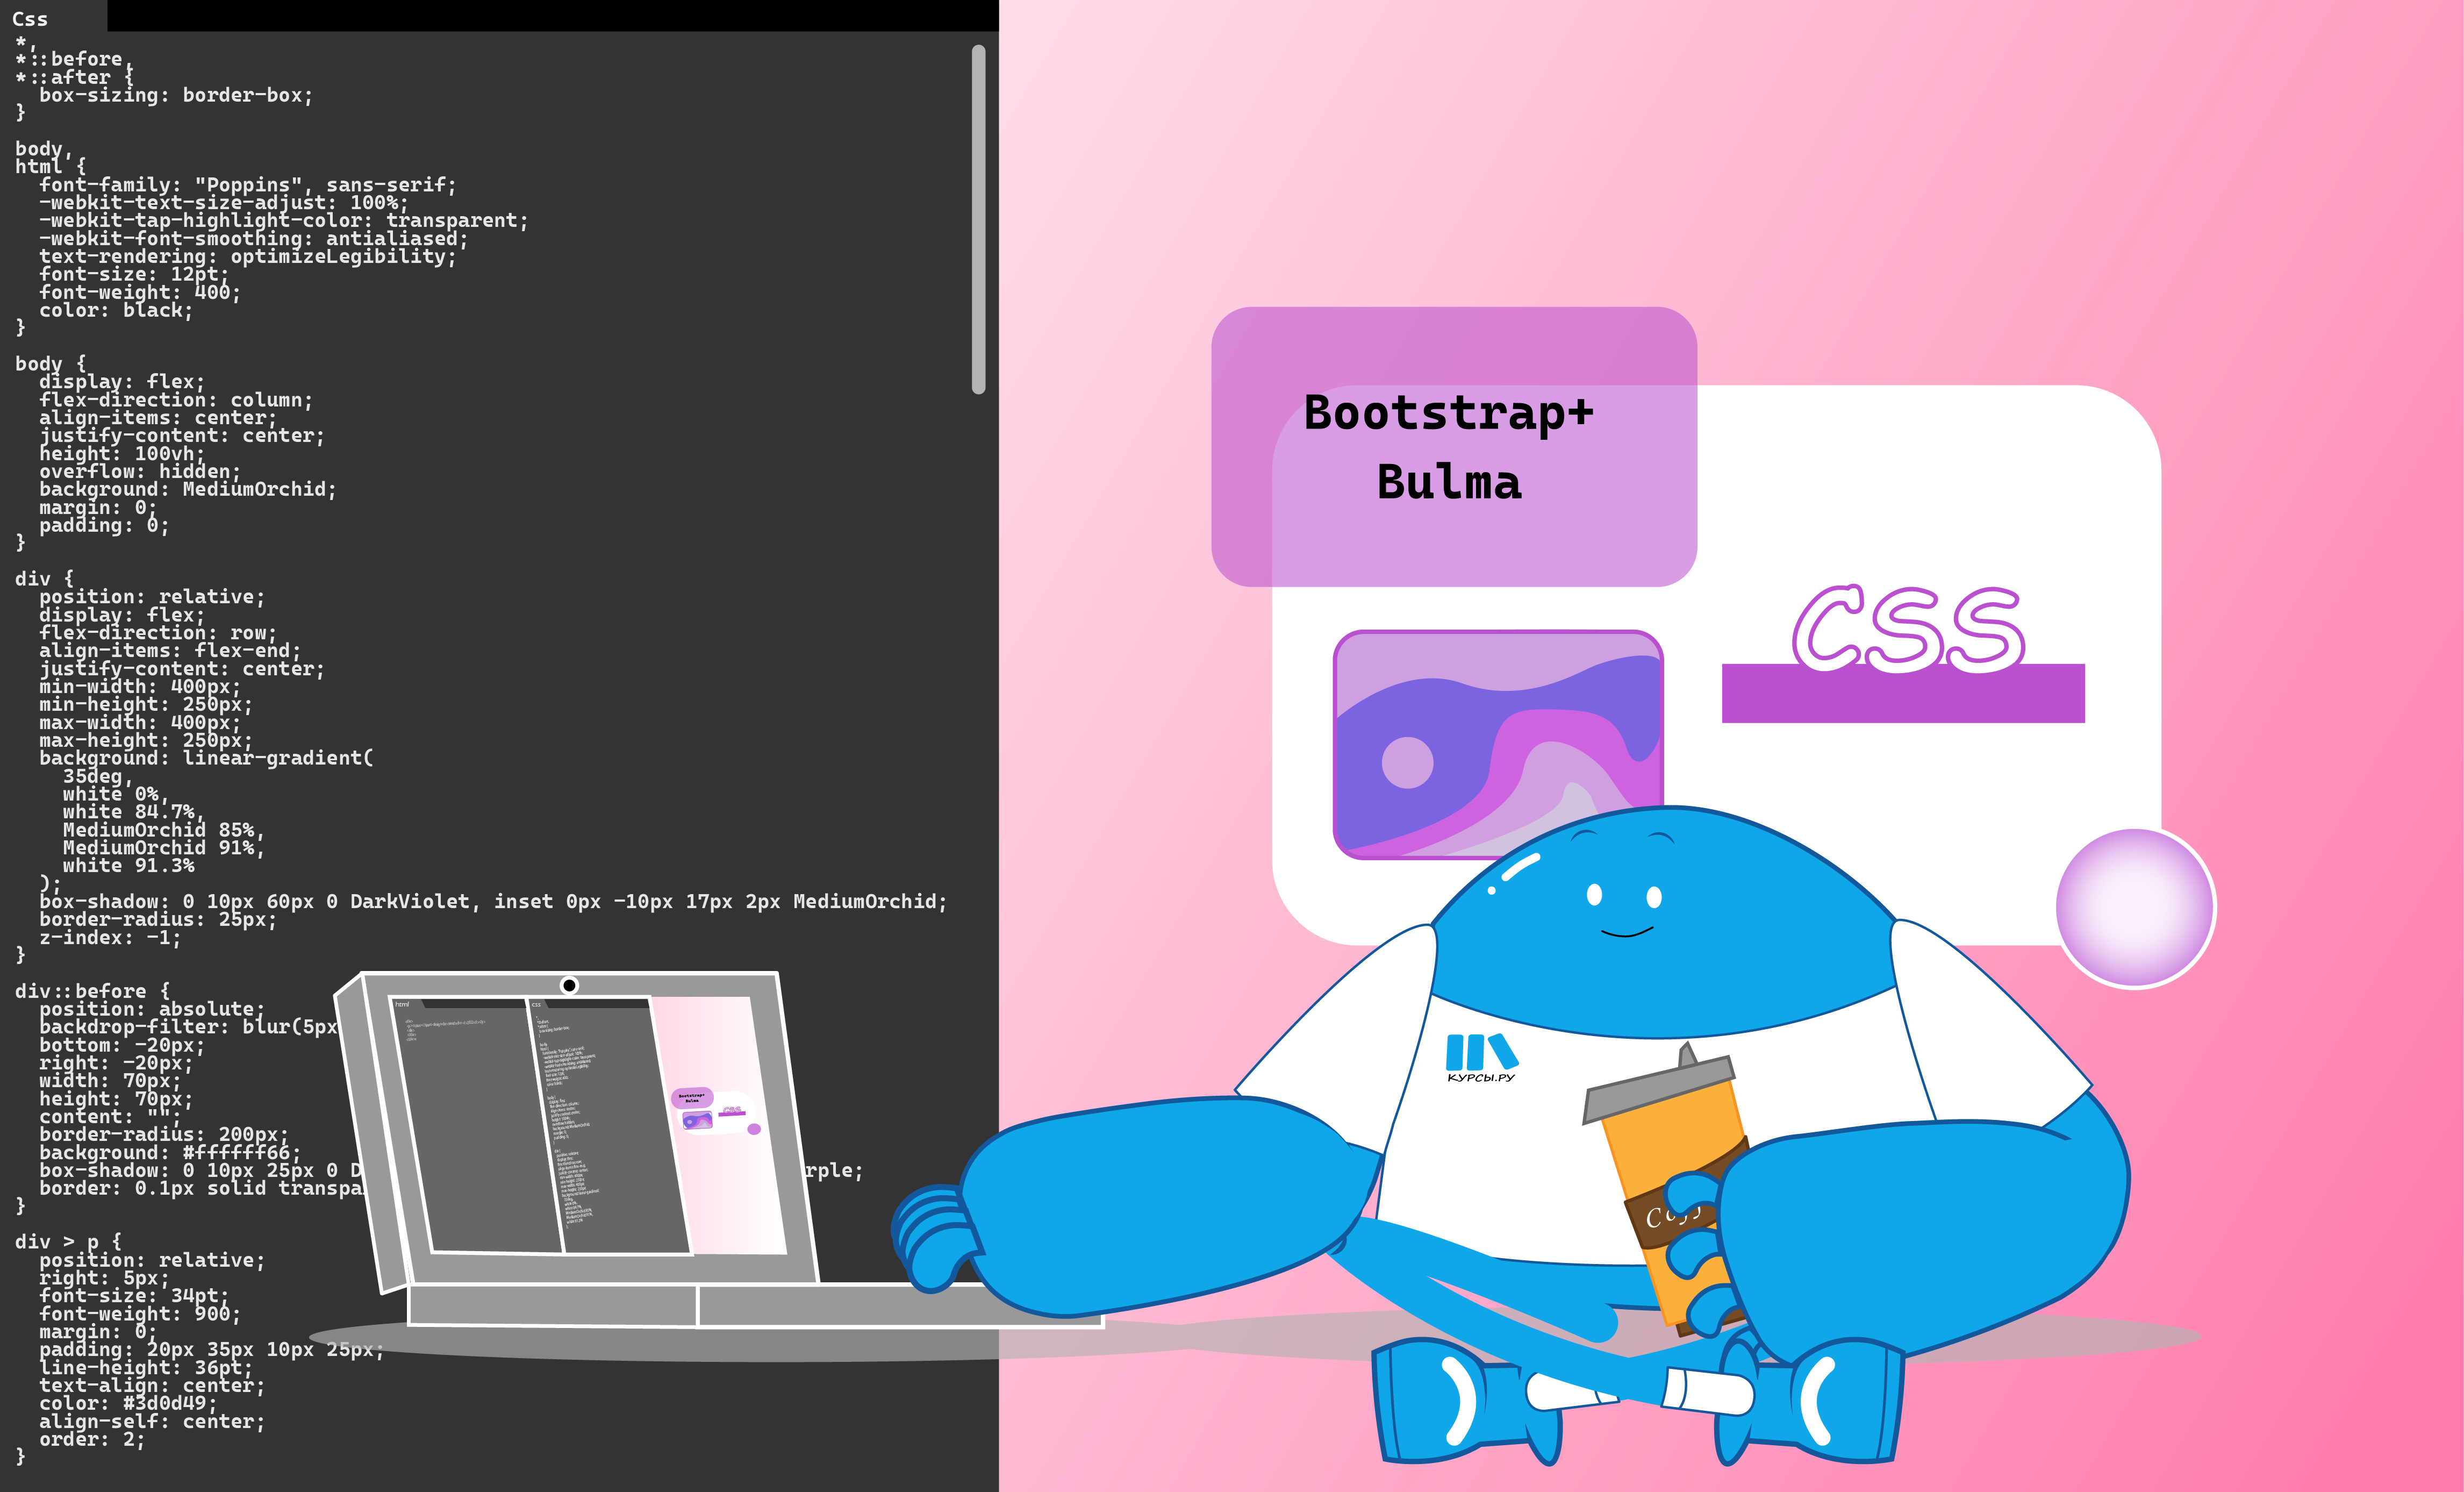 Css
*,
*::before,
*::after {
box-sizing: border-box;
}
body,
html {
font-family: "Poppins", sans-serif;
-webkit-text-size-adjust: 100%;
-webkit-tap-highlight-color: transparent;
-webkit-font-smoothing: antialiased;
text-rendering: optimizeLegibility;
font-size: 12pt;
font-weight: 400;
color: black;
}
body {
display: flex;
flex-direction: column;
align-items: center;
justify-content: center;
height: 100vh;
overflow: hidden;
background: MediumOrchid;
margin: 0;
padding: 0;
}
div {
position: relative;
display: flex;
flex-direction: row;
align-items: flex-end;
justify-content: center;
min-width: 400px;
min-height: 250px;
max-width: 400px;
max-height: 250px;
background: linear-gradient(
35deg,
white 0%,
white 84.7%,
MediumOrchid 85%,
MediumOrchid 91%,
white 91.3%
);
box-shadow: 0 10px 60px 0 DarkViolet, inset 0px -10px 17px 2px MediumOrchid;
border-radius: 25px;
z-index: -1;
}
div::before {
position: absolute;
backdrop-filter: blur(5px
bottom: -20px;
right: -20px;
width: 70px;
height: 70px;
content: "";
border-radius: 200px;
background: #ffffff66;
box-shadow: 0 10px 25px 0 D rple;
border: 0.1px solid transpa
}
div > p {
position: relative;
right: 5px;
font-size: 34pt;
font-weight: 900;
margin: 0;
padding: 20px 35px 10px 25px;
line-height: 36pt;
text-align: center;
color: #3d0d49;
align-self: center;
order: 2;
}
html
css
Bootstrap+
Bulma
CSS
Bootstrap+
Bulma
CSS
КУРСЫ.РУ
Coff